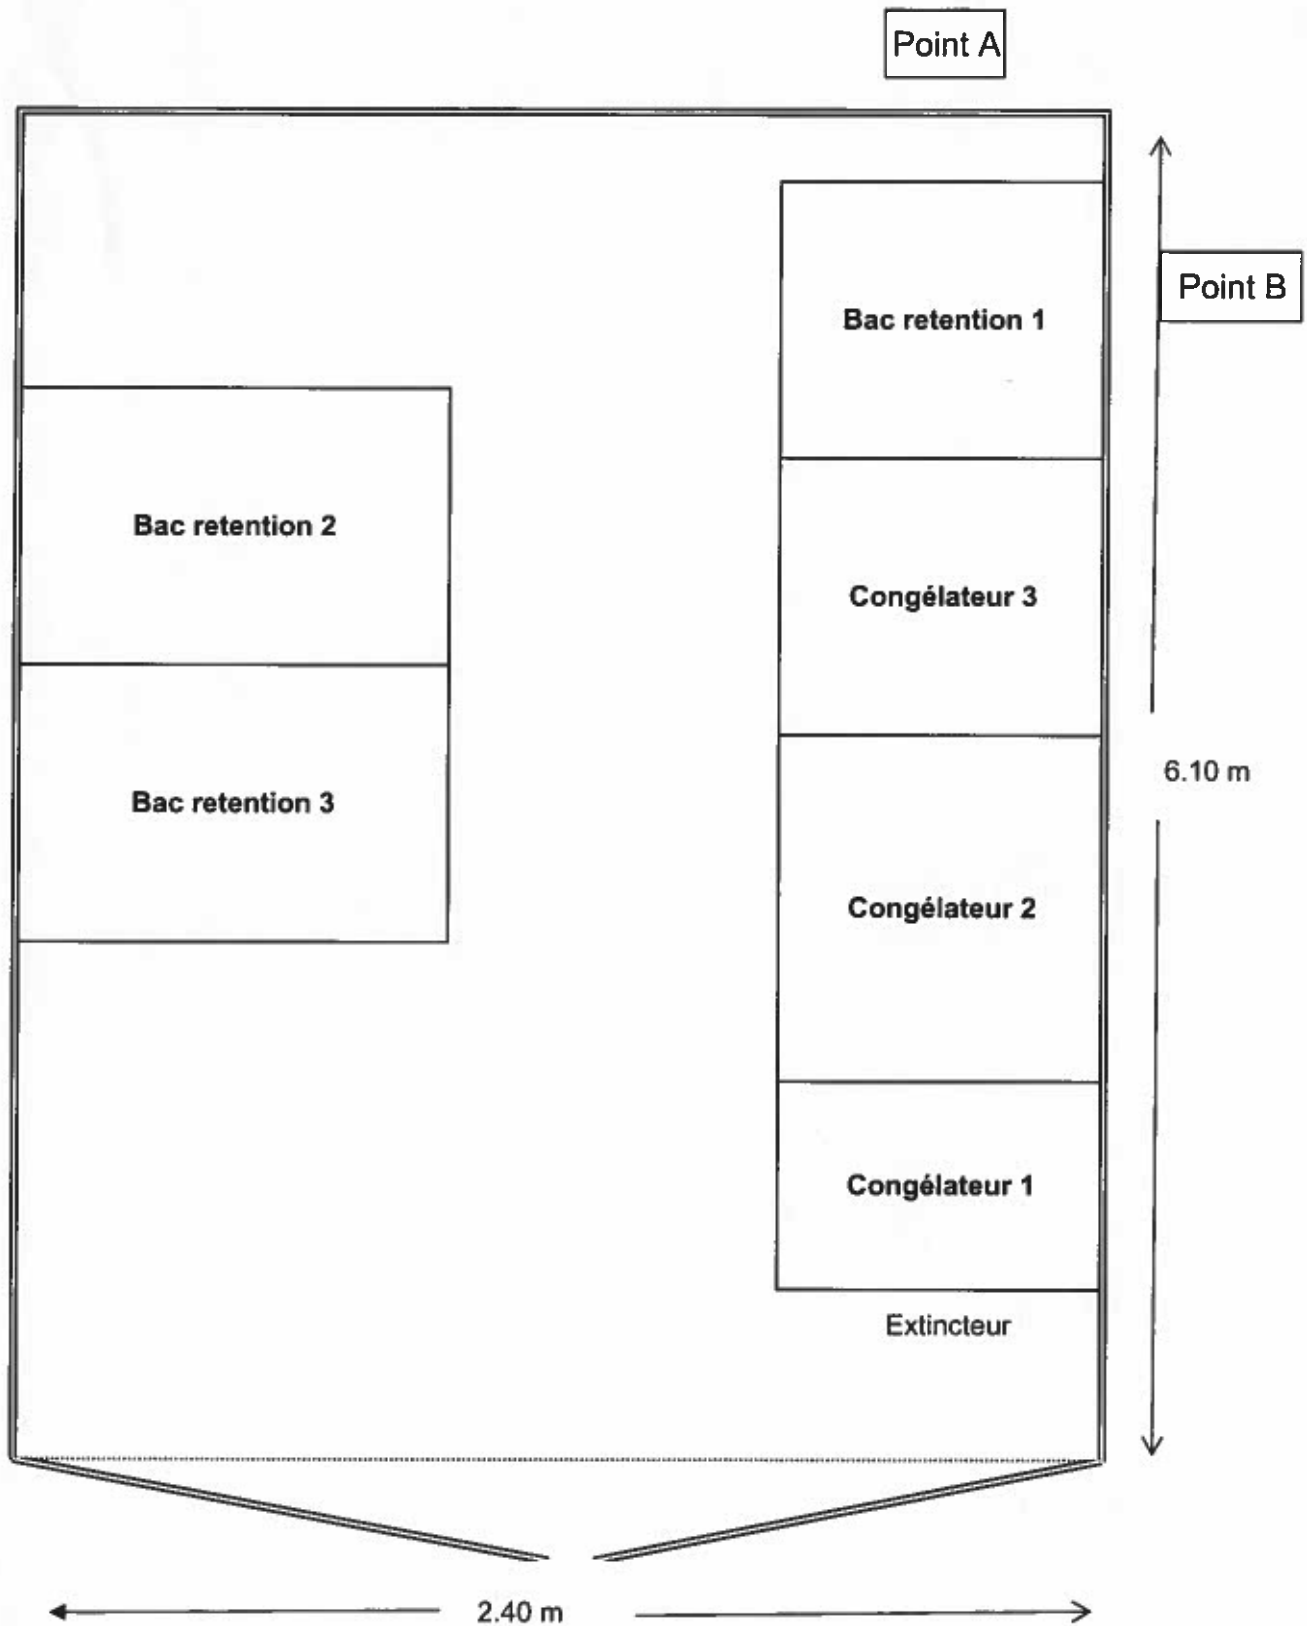 Point A
Point B
Bac retention 1
Bac retention 2
Congélateur 3
6.10 m
Bac retention 3
Congélateur 2
Congélateur 1
Extincteur
2.40 m